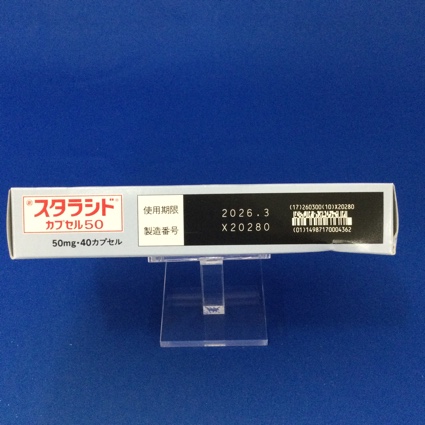 ®スタラシド®
カプセル50
50mg・40カプセル
使用期限 2026.3
製造番号 X20280
(17)260300(10)X20280
(01)14987170004362